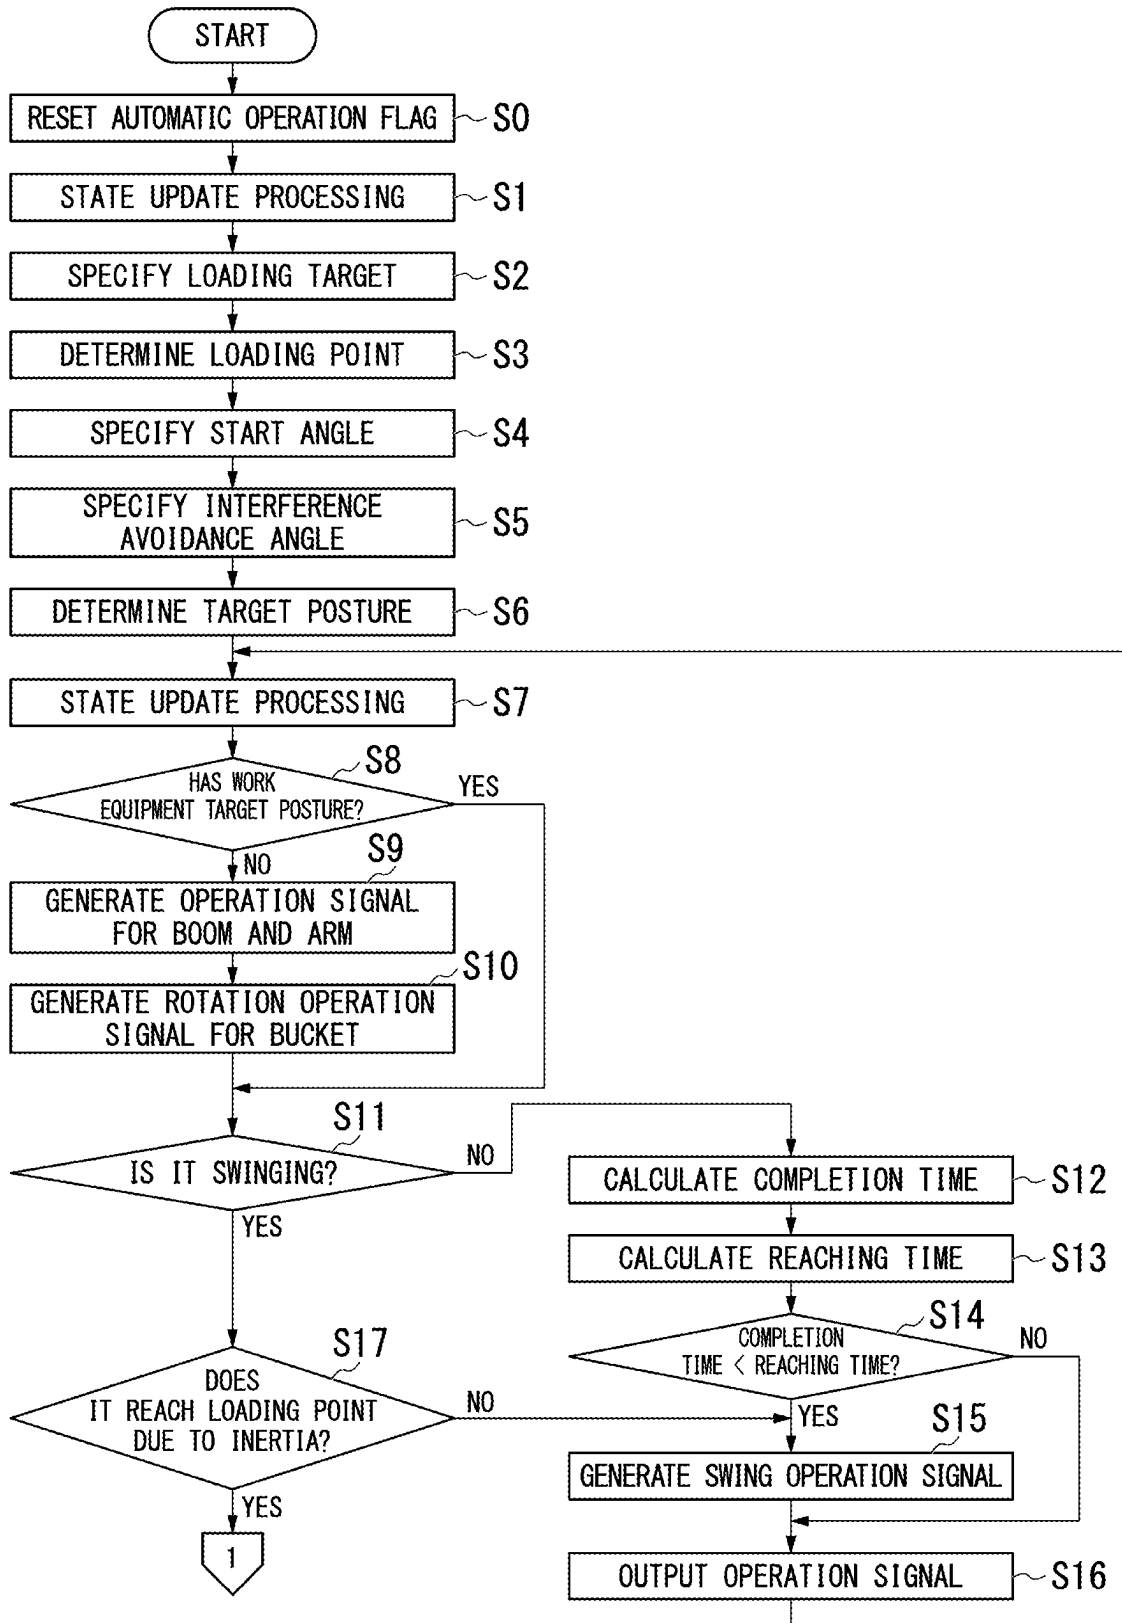 START
RESET AUTOMATIC OPERATION FLAG
S0
STATE UPDATE PROCESSING
S1
SPECIFY LOADING TARGET
S2
DETERMINE LOADING POINT
S3
SPECIFY START ANGLE
S4
SPECIFY INTERFERENCE
AVOIDANCE ANGLE
S5
DETERMINE TARGET POSTURE
S6
STATE UPDATE PROCESSING
S7
HAS WORK
EQUIPMENT TARGET POSTURE?
S8
YES
NO
S9
GENERATE OPERATION SIGNAL
FOR BOOM AND ARM
S10
GENERATE ROTATION OPERATION
SIGNAL FOR BUCKET
S11
IS IT SWINGING?
NO
YES
CALCULATE COMPLETION TIME
S12
CALCULATE REACHING TIME
S13
S14
COMPLETION
TIME < REACHING TIME?
NO
YES
S17
DOES
IT REACH LOADING POINT
DUE TO INERTIA?
NO
YES
S15
GENERATE SWING OPERATION SIGNAL
OUTPUT OPERATION SIGNAL
S16
1